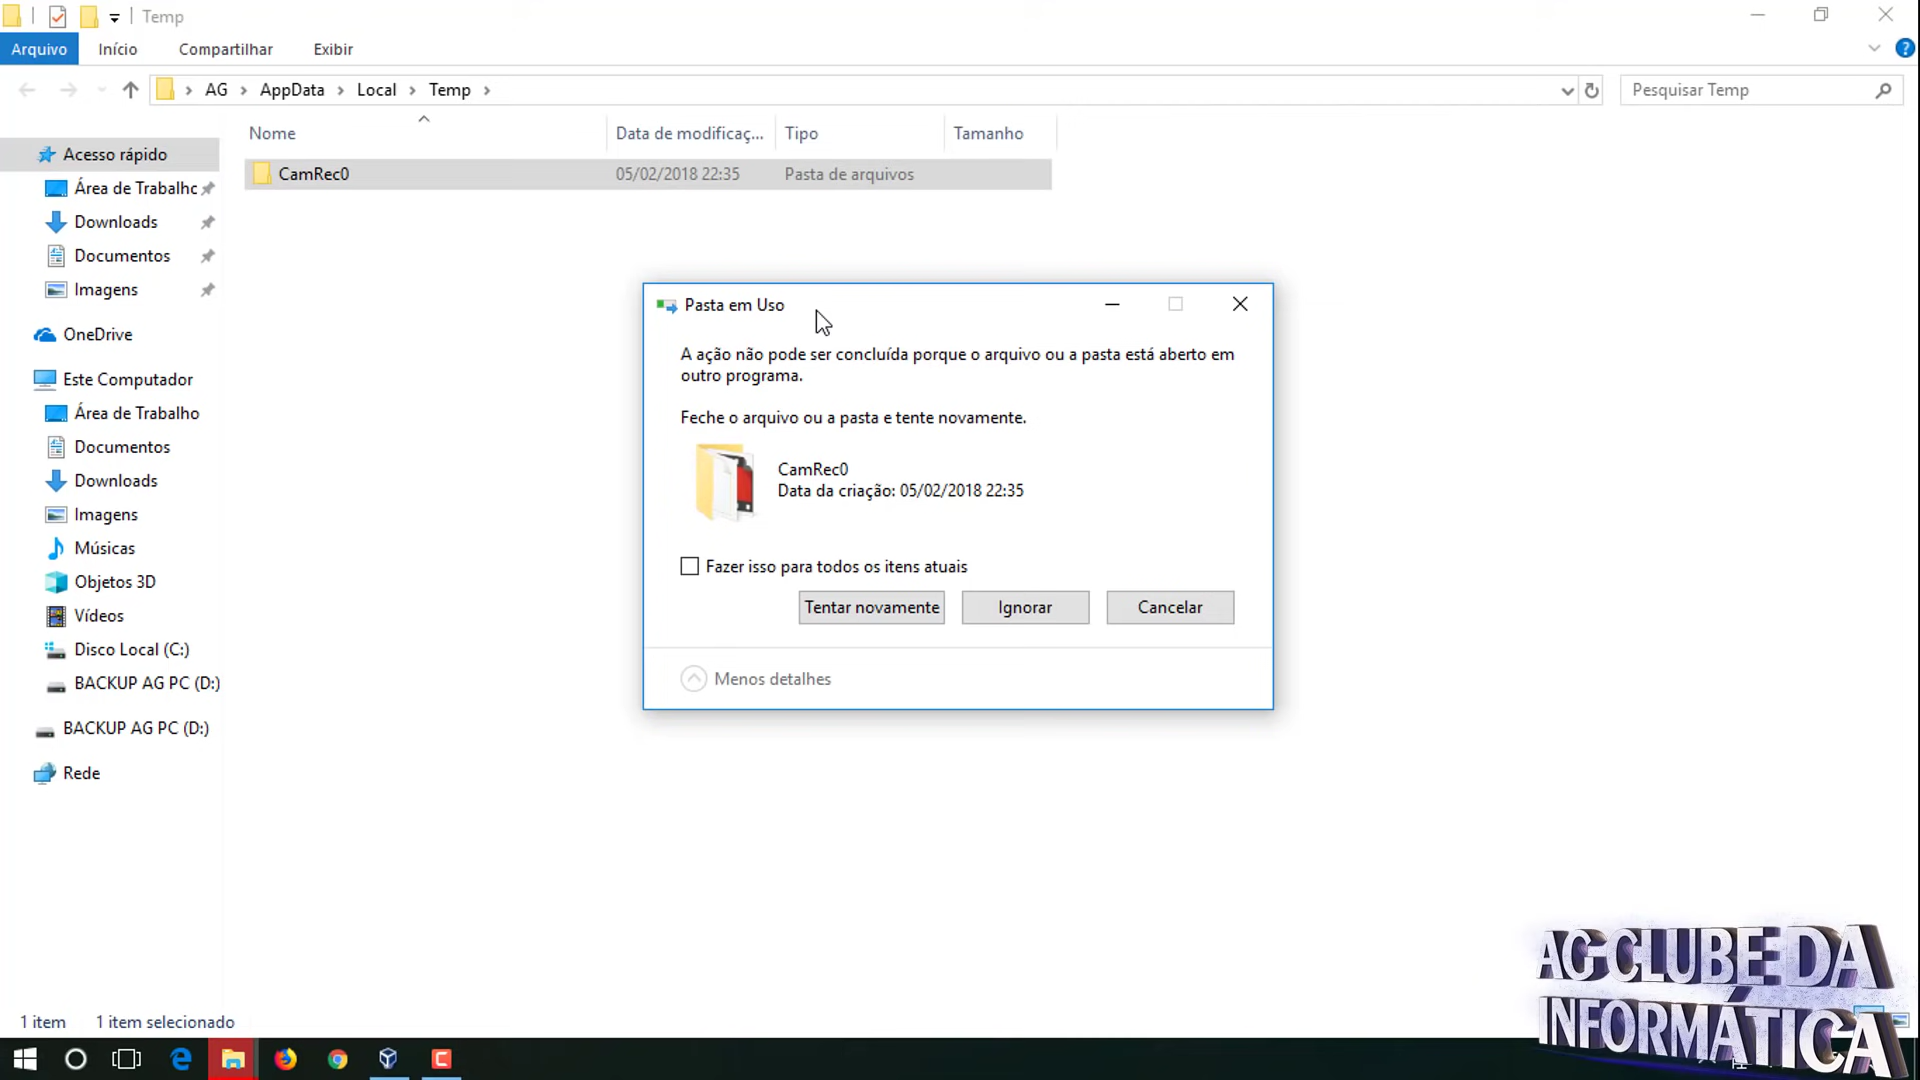 Temp
Arquivo Início Compartilhar Exibir
AG AppData Local Temp
Pesquisar Temp
Nome Data de modificaç... Tipo Tamanho
CamRec0 05/02/2018 22:35 Pasta de arquivos
Acesso rápido
Área de Trabalhc
Downloads
Documentos
Imagens
OneDrive
Este Computador
Área de Trabalho
Documentos
Downloads
Imagens
Músicas
Objetos 3D
Vídeos
Disco Local (C:)
BACKUP AG PC (D:)
BACKUP AG PC (D:)
Rede
Pasta em Uso
A ação não pode ser concluída porque o arquivo ou a pasta está aberto em
outro programa.
Feche o arquivo ou a pasta e tente novamente.
CamRec0
Data da criação: 05/02/2018 22:35
Fazer isso para todos os itens atuais
Tentar novamente Ignorar Cancelar
Menos detalhes
1 item 1 item selecionado
AG CLUBE DA
INFORMÁTICA